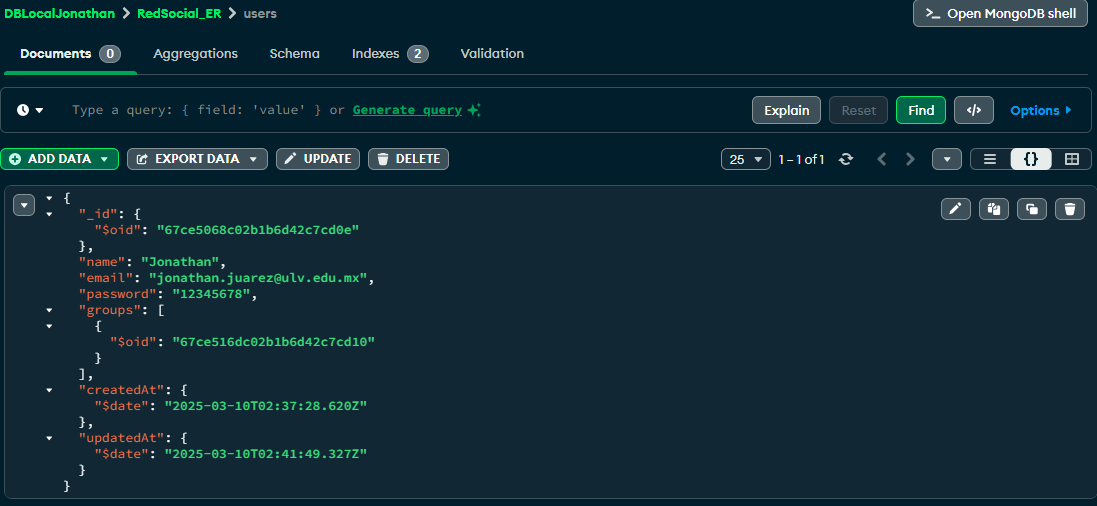 DBLocalJonathan > RedSocial_ER > users
>_ Open MongoDB shell
Documents 0 Aggregations Schema Indexes 2 Validation
Type a query: { field: 'value' } or Generate query
Explain Reset Find </> Options
ADD DATA EXPORT DATA UPDATE DELETE 25 1 – 1 of 1 {}
{
"_id": {
"$oid": "67ce5068c02b1b6d42c7cd0e"
},
"name": "Jonathan",
"email": "jonathan.juarez@ulv.edu.mx",
"password": "12345678",
"groups": [
{
"$oid": "67ce516dc02b1b6d42c7cd10"
}
],
"createdAt": {
"$date": "2025-03-10T02:37:28.620Z"
},
"updatedAt": {
"$date": "2025-03-10T02:41:49.327Z"
}
}